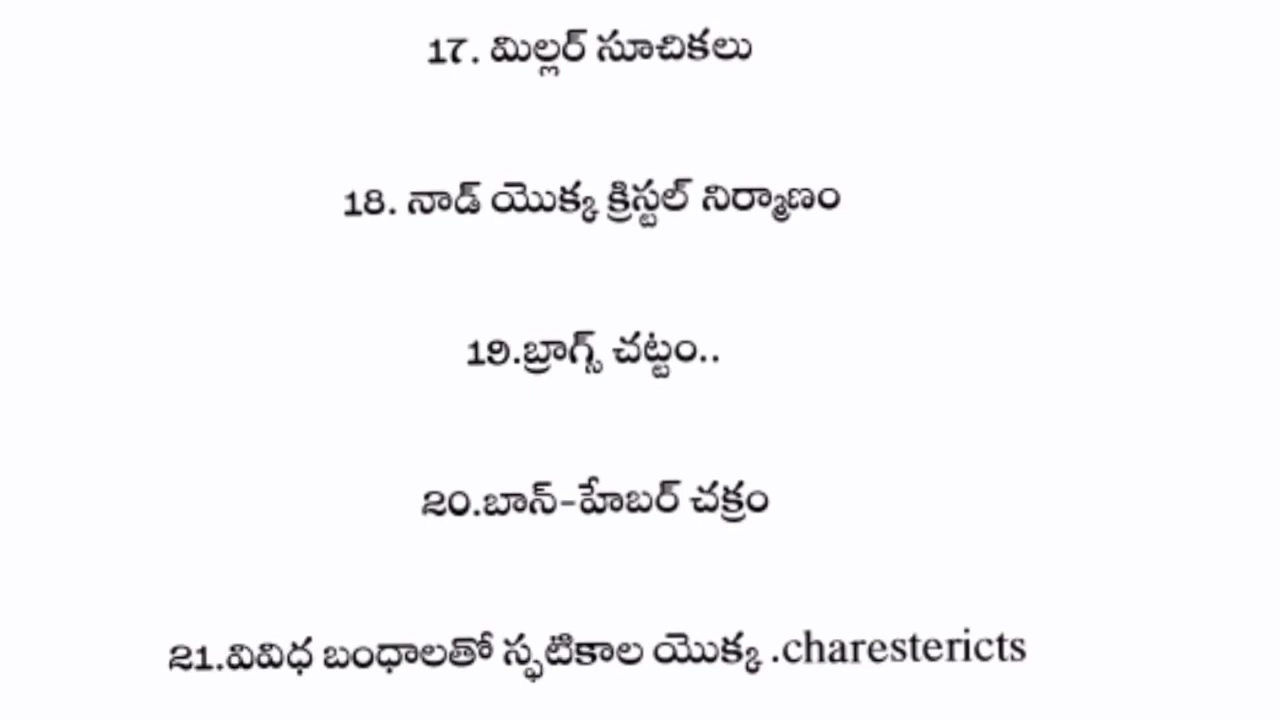 17. మిల్లర్ సూచికలు
18. నాడ్ యొక్క క్రిస్టల్ నిర్మాణం
19.బ్రాగ్స్ చట్టం..
20.బాన్-హేబర్ చక్రం
21.వివిధ బంధాలతో స్ఫటికాల యొక్క .charestericts